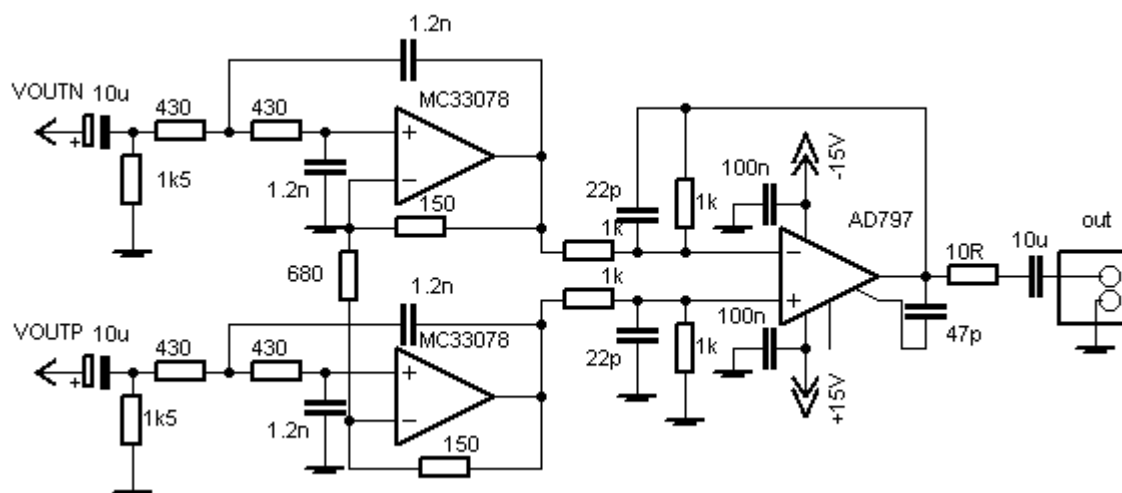 1.2n
VOUTN 10u
430
430
MC33078
+
+
−
1k5
1.2n
150
680
22p
1k
1k
100n
-15V
AD797
−
+
10R
10u
out
1k
22p
1k
100n
+15V
47p
1.2n
VOUTP 10u
430
430
MC33078
+
+
−
1k5
1.2n
150